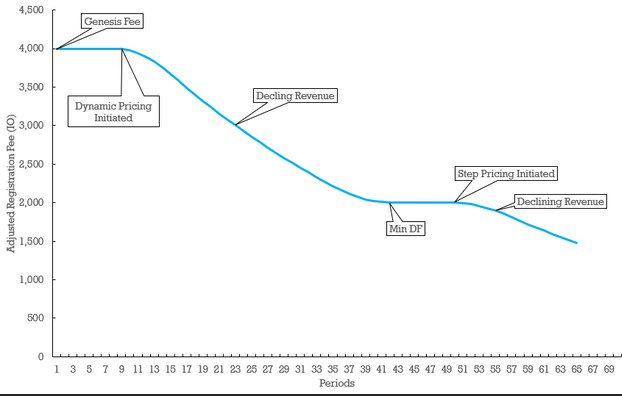 4,500
Genesis Fee
4,000
3,500
Dynamic Pricing
Initiated
Decling Revenue
3,000
2,500
Step Pricing Initiated
2,000
Declining Revenue
Min DF
1,500
1,000
500
0
Adjusted Registration Fee (IO)
1 3 5 7 9 11 13 15 17 19 21 23 25 27 29 31 33 35 37 39 41 43 45 47 49 51 53 55 57 59 61 63 65 67 69
Periods